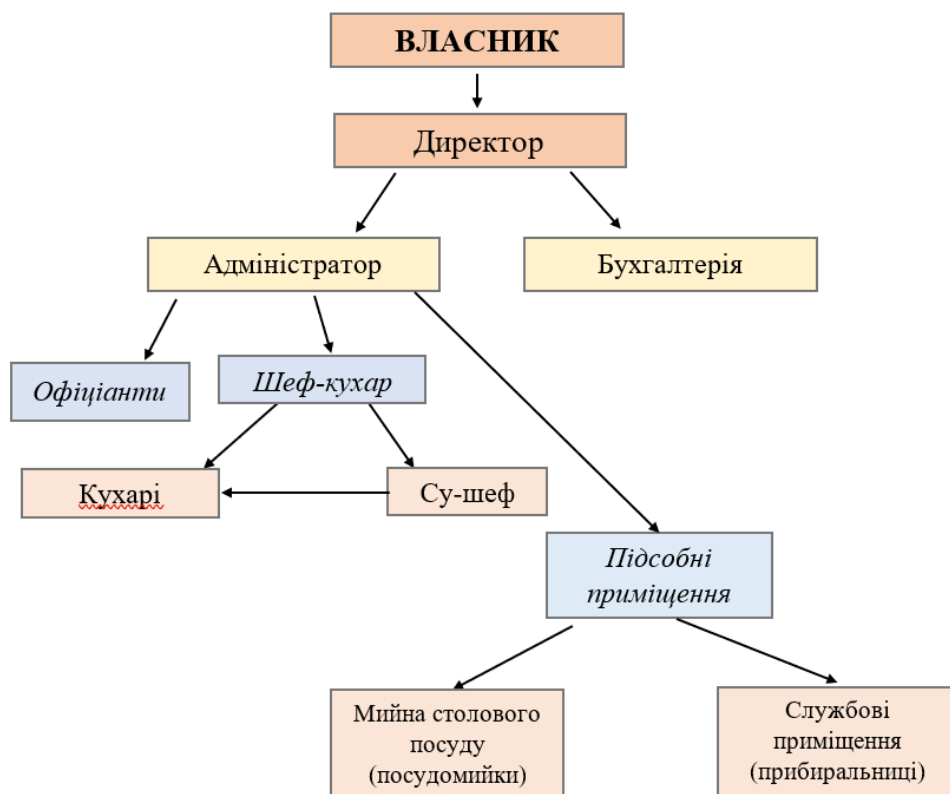 ВЛАСНИК
Директор
Адміністратор
Бухгалтерія
Офіціанти
Шеф-кухар
Кухарі
Су-шеф
Підсобні
приміщення
Мийна столового
посуду
(посудомийки)
Службові
приміщення
(прибиральниці)